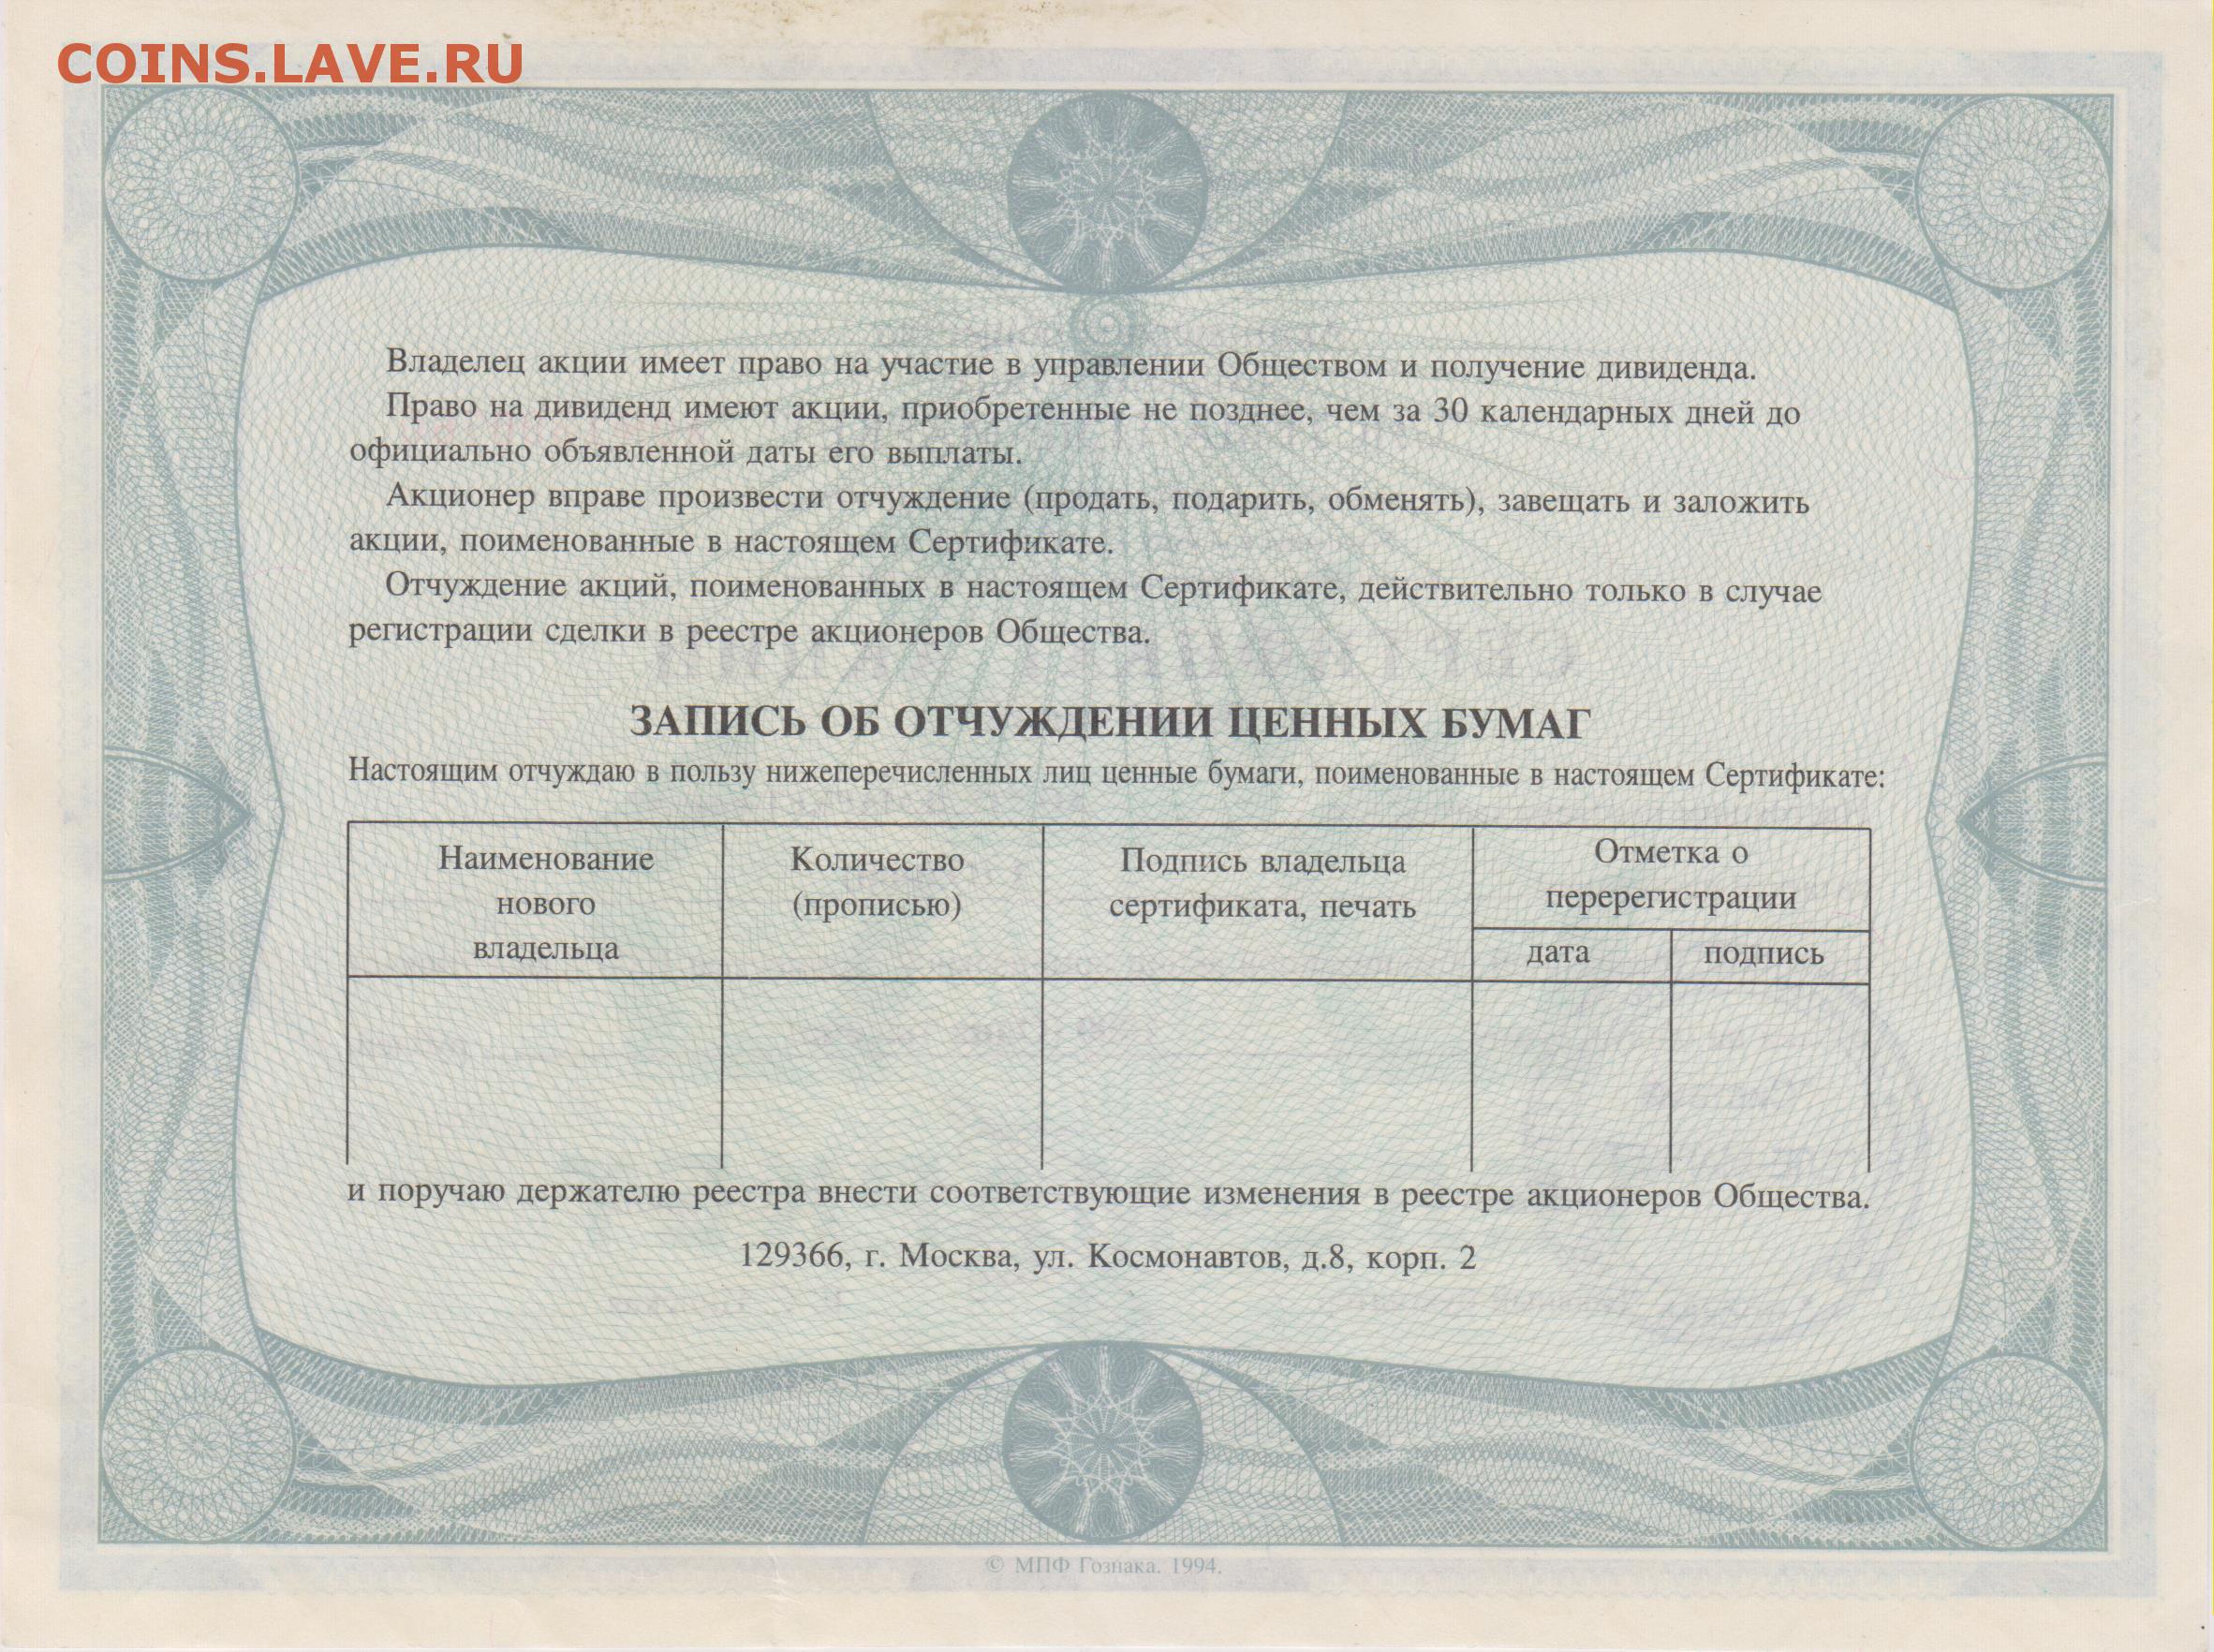 COINS.LAVE.RU
Владелец акции имеет право на участие в управлении Обществом и получение дивиденда.
Право на дивиденд имеют акции, приобретенные не позднее, чем за 30 календарных дней до
официально объявленной даты его выплаты.
Акционер вправе произвести отчуждение (продать, подарить, обменять), завещать и заложить
акции, поименованные в настоящем Сертификате.
Отчуждение акций, поименованных в настоящем Сертификате, действительно только в случае
регистрации сделки в реестре акционеров Общества.
ЗАПИСЬ ОБ ОТЧУЖДЕНИИ ЦЕННЫХ БУМАГ
Настоящим отчуждаю в пользу нижеперечисленных лиц ценные бумаги, поименованные в настоящем Сертификате:
Наименование
нового
владельца
Количество
(прописью)
Подпись владельца
сертификата, печать
Отметка о
перерегистрации
дата
подпись
и поручаю держателю реестра внести соответствующие изменения в реестре акционеров Общества.
129366, г. Москва, ул. Космонавтов, д.8, корп. 2
© МПФ Гознака. 1994.